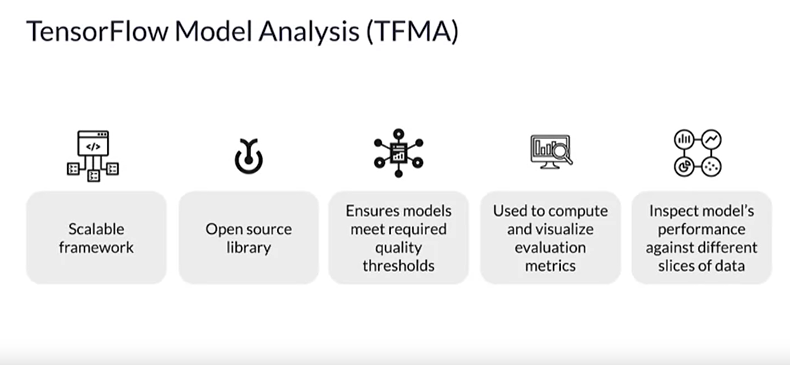 TensorFlow Model Analysis (TFMA)
</>
Scalable
framework
Open source
library
Ensures models
meet required
quality
thresholds
Used to compute
and visualize
evaluation
metrics
Inspect model's
performance
against different
slices of data